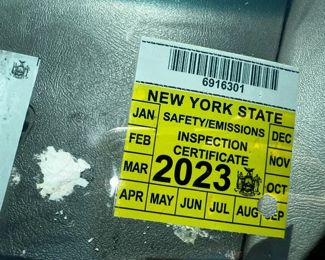 6916301
NEW YORK STATE
JAN SAFETY/EMISSIONS DEC
FEB INSPECTION NOV
CERTIFICATE
MAR 2023 OCT
APR MAY JUN JUL AUG SEP